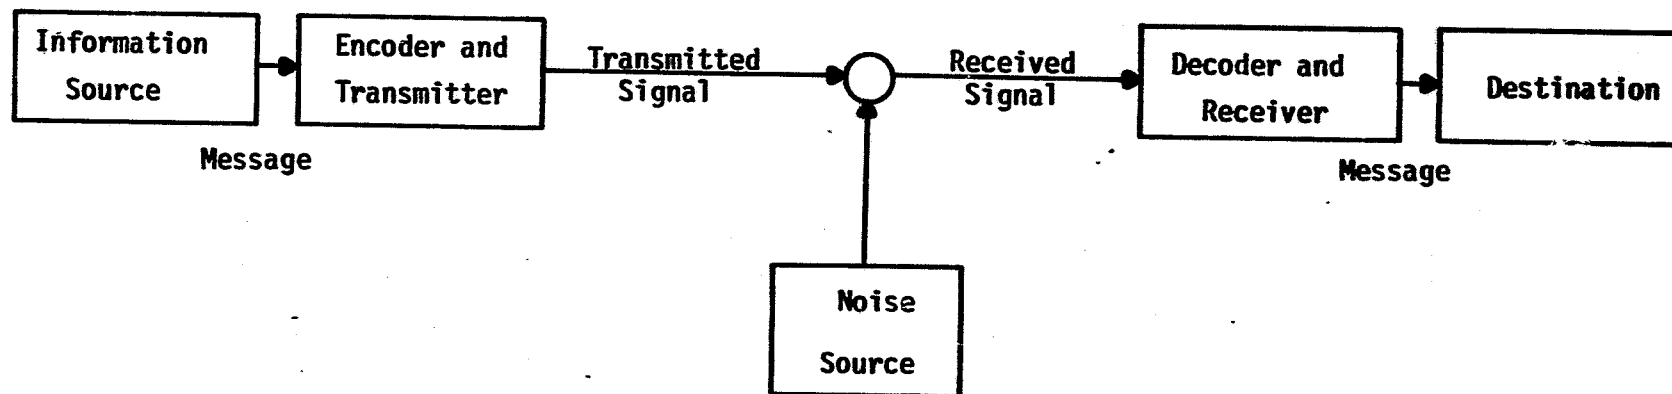 Information
Source
Encoder and
Transmitter
Transmitted
Signal
Received
Signal
Decoder and
Receiver
Destination
Message
Message
Noise
Source